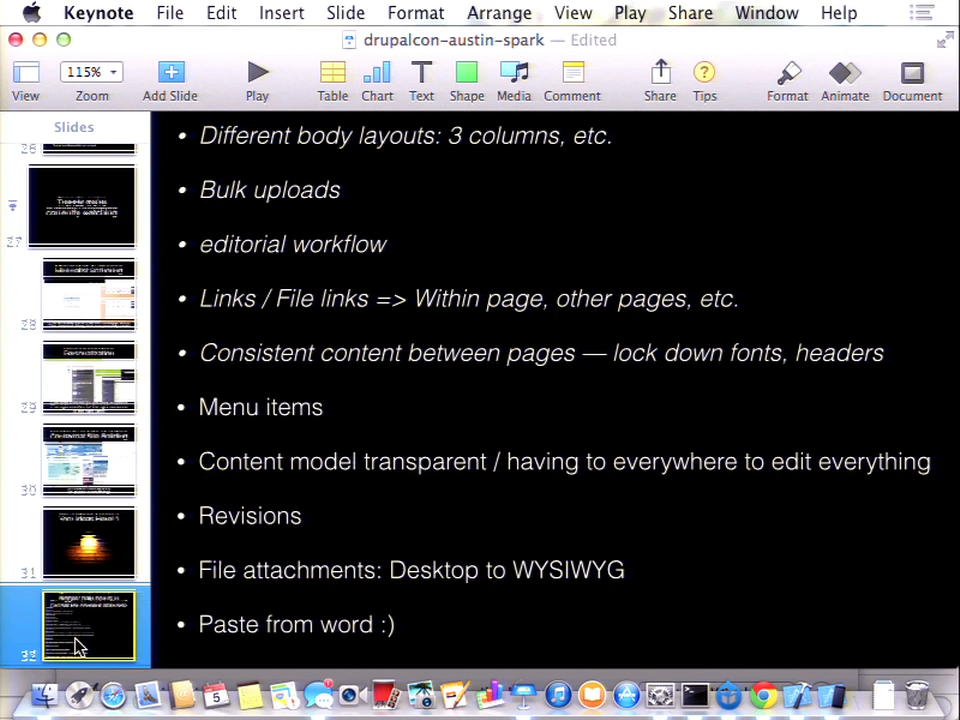 Keynote File Edit Insert Slide Format Arrange View Play Share Window Help
drupalcon-austin-spark — Edited
115%
View Zoom Add Slide Play Table Chart Text Shape Media Comment Share Tips Format Animate Document
Slides
• Different body layouts: 3 columns, etc.
• Bulk uploads
• editorial workflow
• Links / File links => Within page, other pages, etc.
• Consistent content between pages — lock down fonts, headers
• Menu items
• Content model transparent / having to everywhere to edit everything
• Revisions
• File attachments: Desktop to WYSIWYG
• Paste from word :)
26
27
28
29
30
31
32
5